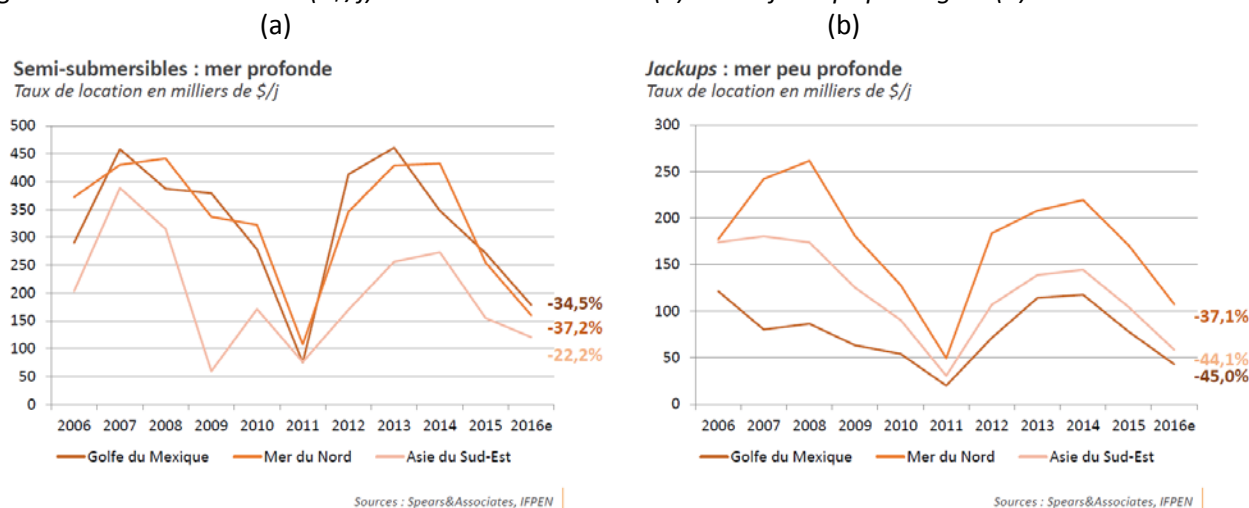 (a)
(b)
Semi-submersibles : mer profonde
Taux de location en milliers de $/j
500
450
400
350
300
250
200
150
100
50
0
2006 2007 2008 2009 2010 2011 2012 2013 2014 2015 2016e
-34,5%
-37,2%
-22,2%
Golfe du Mexique Mer du Nord Asie du Sud-Est
Sources : Spears&Associates, IFPEN
Jackups : mer peu profonde
Taux de location en milliers de $/j
300
250
200
150
100
50
0
2006 2007 2008 2009 2010 2011 2012 2013 2014 2015 2016e
-37,1%
-44,1%
-45,0%
Golfe du Mexique Mer du Nord Asie du Sud-Est
Sources : Spears&Associates, IFPEN